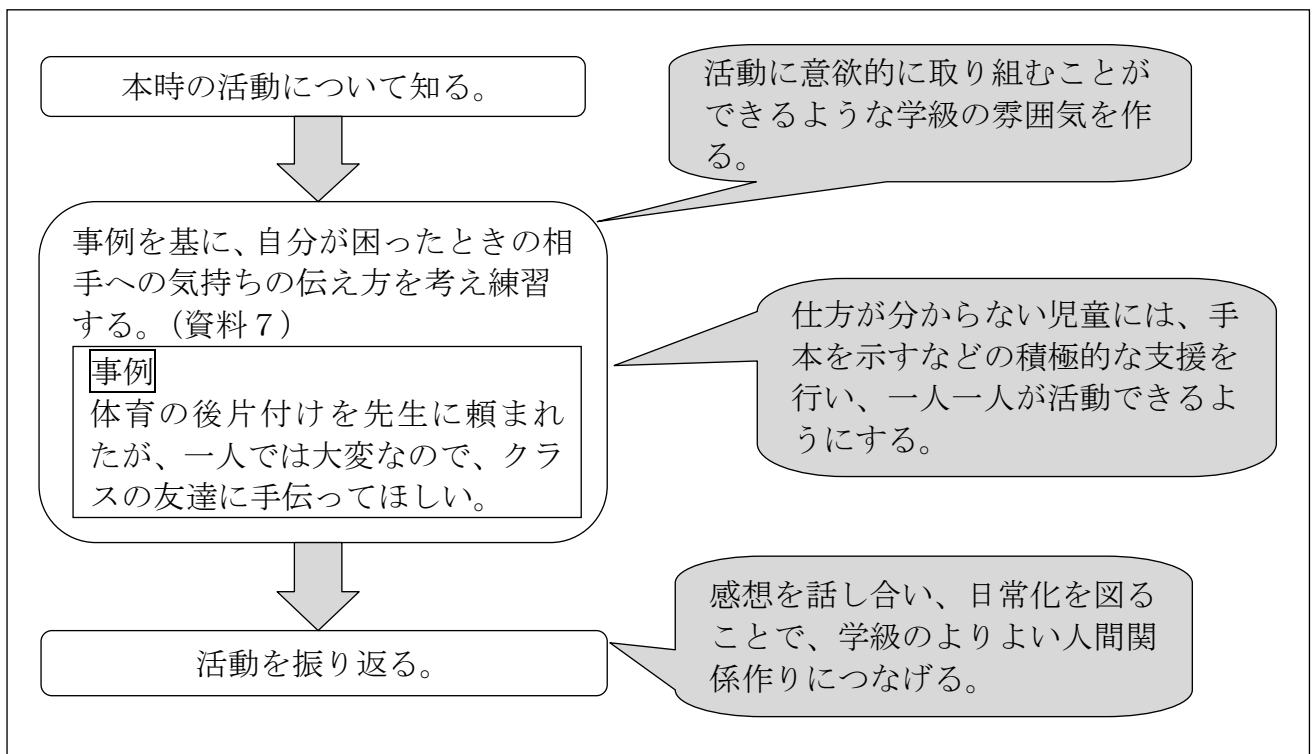 本時の活動について知る。
活動に意欲的に取り組むことが
できるような学級の雰囲気を作
る。
事例を基に、自分が困ったときの相
手への気持ちの伝え方を考え練習
する。(資料7)
事例
体育の後片付けを先生に頼まれ
たが、一人では大変なので、クラ
スの友達に手伝ってほしい。
仕方が分からない児童には、手
本を示すなどの積極的な支援を
行い、一人一人が活動できるよ
うにする。
活動を振り返る。
感想を話し合い、日常化を図る
ことで、学級のよりよい人間関
係作りにつなげる。